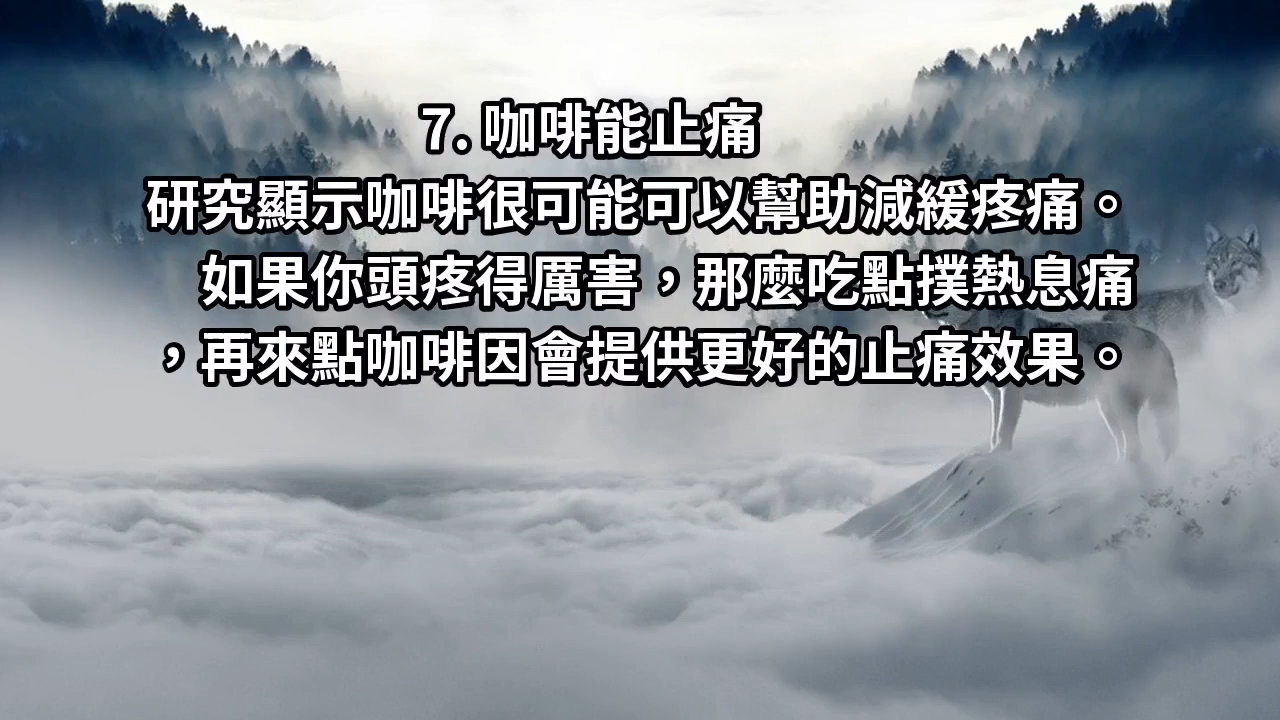 7. 咖啡能止痛
研究顯示咖啡很可能可以幫助減緩疼痛。
如果你頭疼得厲害，那麼吃點撲熱息痛
，再來點咖啡因會提供更好的止痛效果。